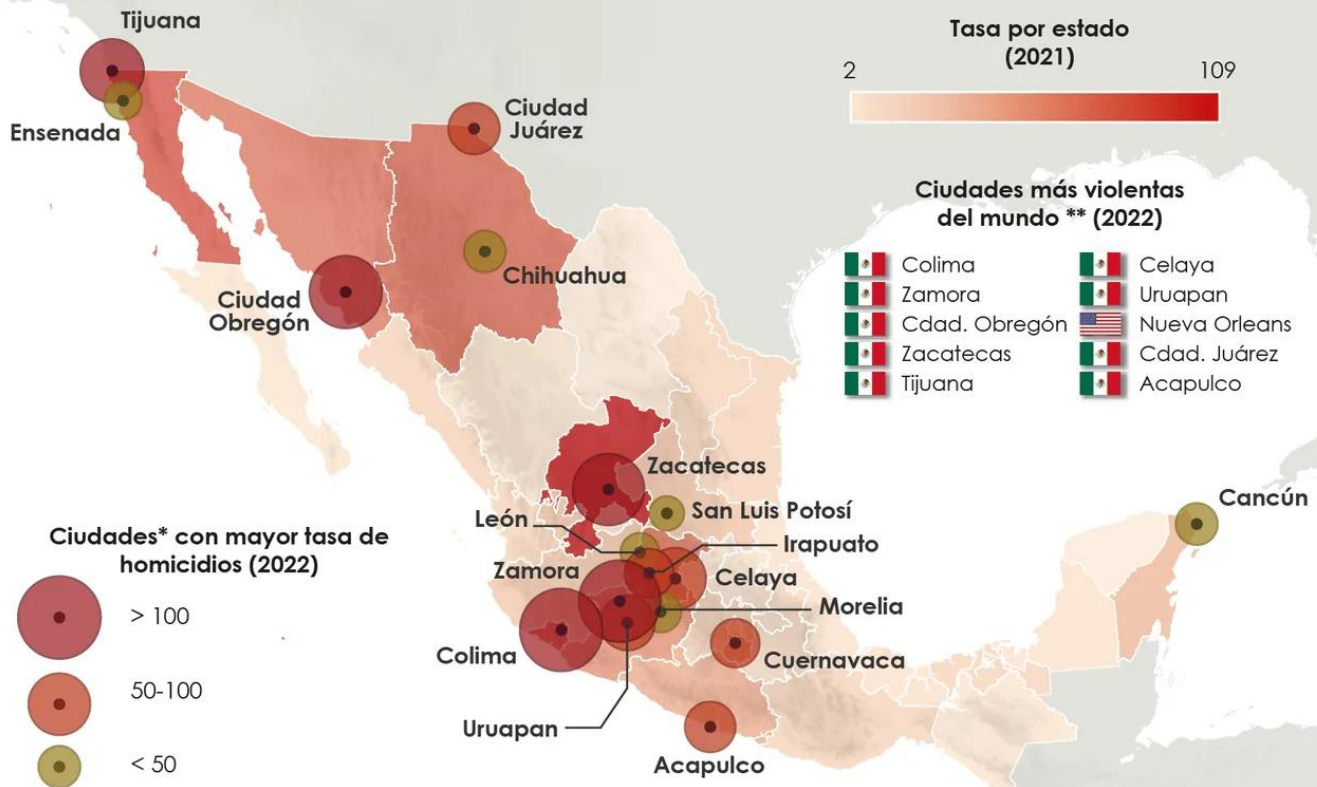 Tijuana
Ensenada
Ciudad
Juárez
Chihuahua
Ciudad
Obregón
Tasa por estado
(2021)
2
109
Ciudades más violentas
del mundo ** (2022)
Colima
Zamora
Cdad. Obregón
Zacatecas
Tijuana
Celaya
Uruapan
Nueva Orleans
Cdad. Juárez
Acapulco
Zacatecas
San Luis Potosí
León
Irapuato
Zamora
Celaya
Morelia
Colima
Cuernavaca
Uruapan
Acapulco
Cancún
Ciudades* con mayor tasa de
homicidios (2022)
> 100
50-100
< 50